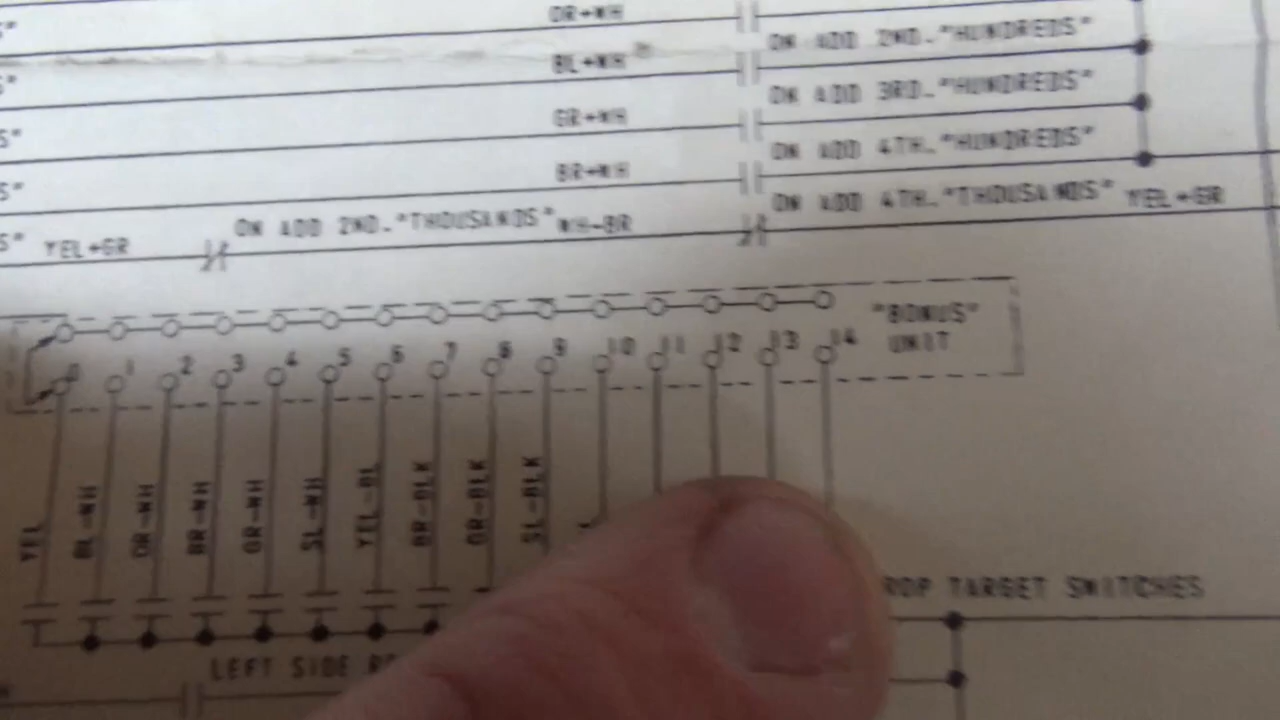 OR+WH
ON ADD 2ND. "HUNDREDS"
BL+WH
ON ADD 3RD. "HUNDREDS"
GR+WH
ON ADD 4TH. "HUNDREDS"
BR+WH
S" YEL+GR ON ADD 2ND. "THOUSANDS" WH-BR ON ADD 4TH. "THOUSANDS" YEL+GR
"BONUS"
UNIT
0 1 2 3 4 5 6 7 8 9 10 11 12 13 14
YEL BL-WH OR-WH BR-WH GR-WH SL-WH YEL-BL BR-BLK GR-BLK SL-BLK
ROP TARGET SWITCHES
LEFT SIDE